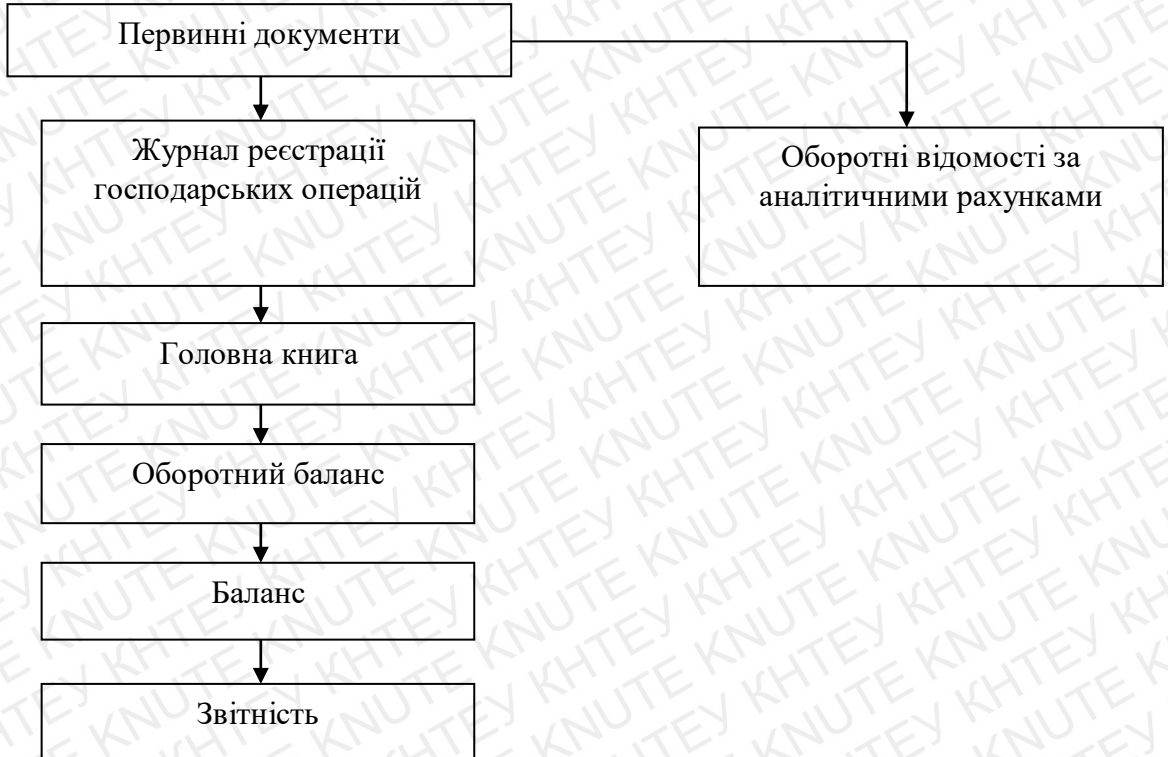 Первинні документи
Журнал реєстрації
господарських операцій
Оборотні відомості за
аналітичними рахунками
Головна книга
Оборотний баланс
Баланс
Звітність